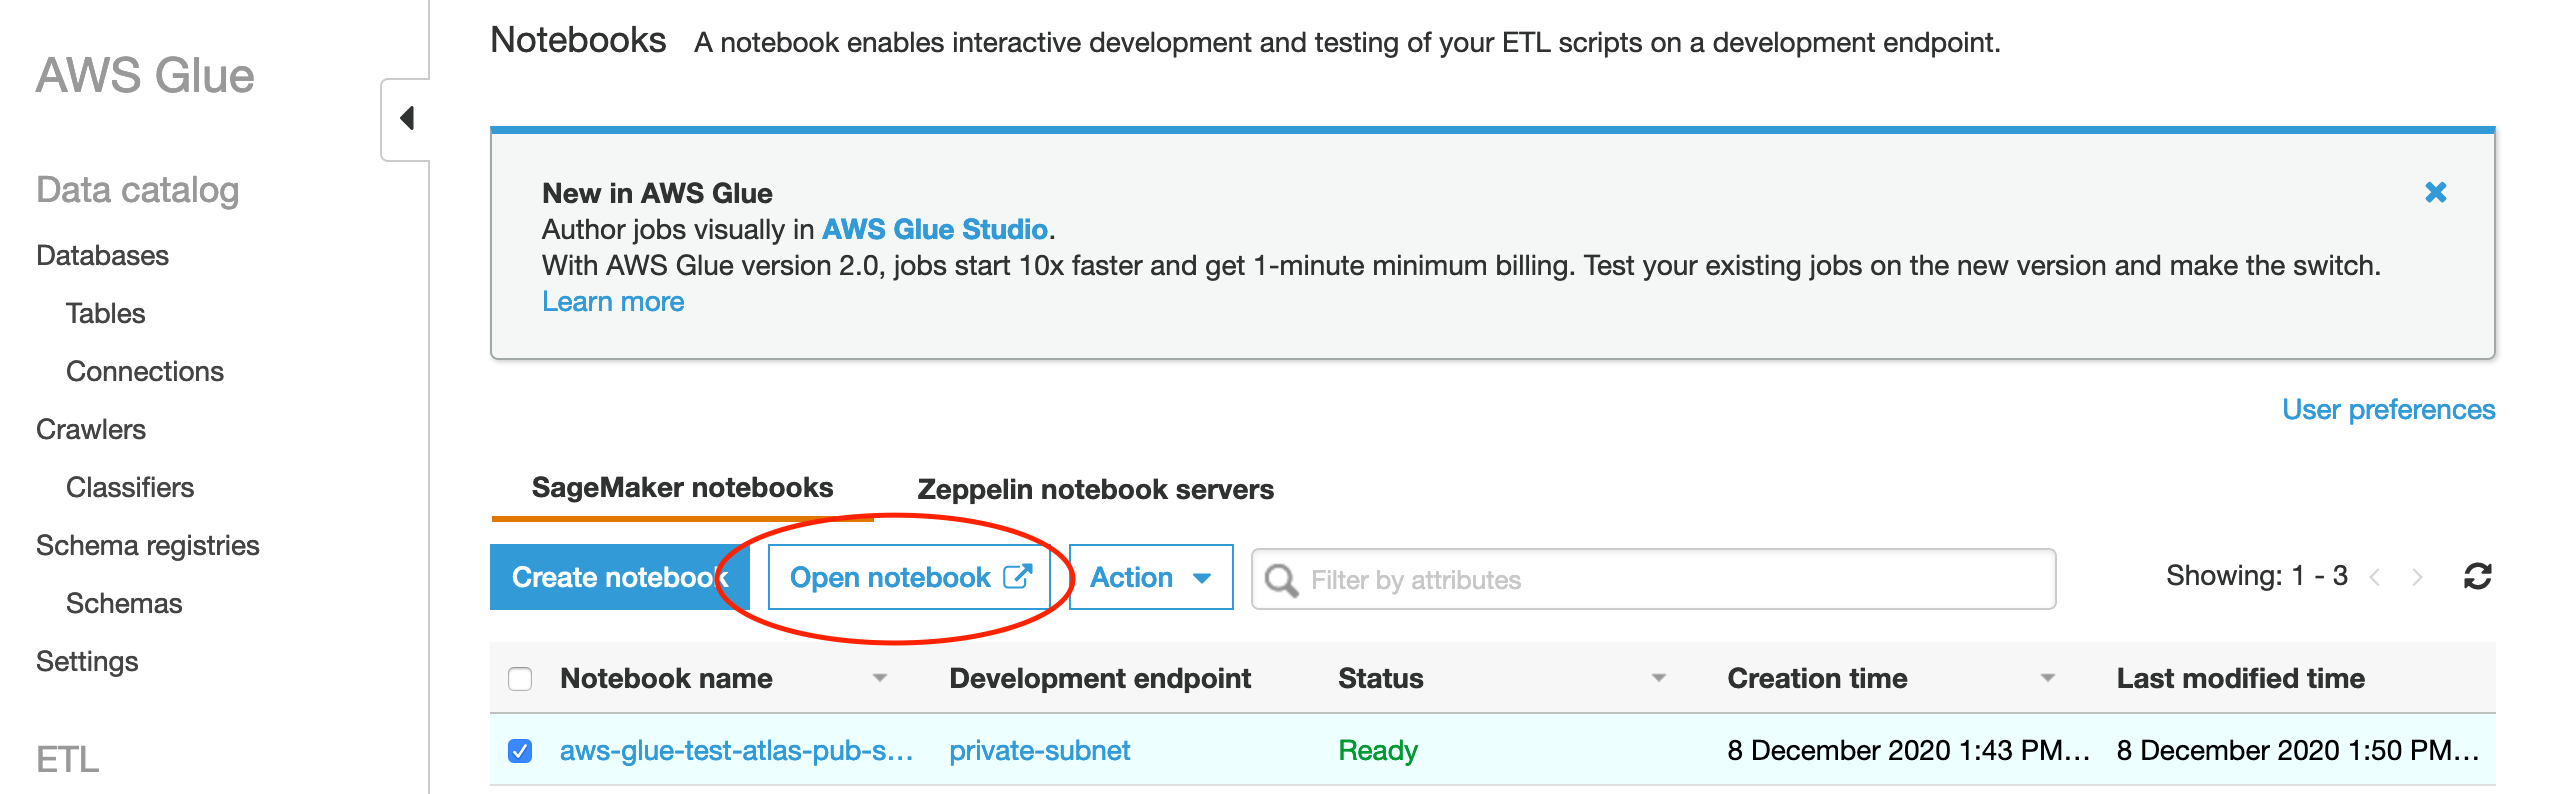 AWS Glue
Data catalog
Databases
Tables
Connections
Crawlers
Classifiers
Schema registries
Schemas
Settings
ETL
Notebooks A notebook enables interactive development and testing of your ETL scripts on a development endpoint.
New in AWS Glue
Author jobs visually in AWS Glue Studio.
With AWS Glue version 2.0, jobs start 10x faster and get 1-minute minimum billing. Test your existing jobs on the new version and make the switch.
Learn more
User preferences
SageMaker notebooks Zeppelin notebook servers
Create notebook Open notebook Action Filter by attributes Showing: 1 - 3
Notebook name Development endpoint Status Creation time Last modified time
aws-glue-test-atlas-pub-s... private-subnet Ready 8 December 2020 1:43 PM... 8 December 2020 1:50 PM...